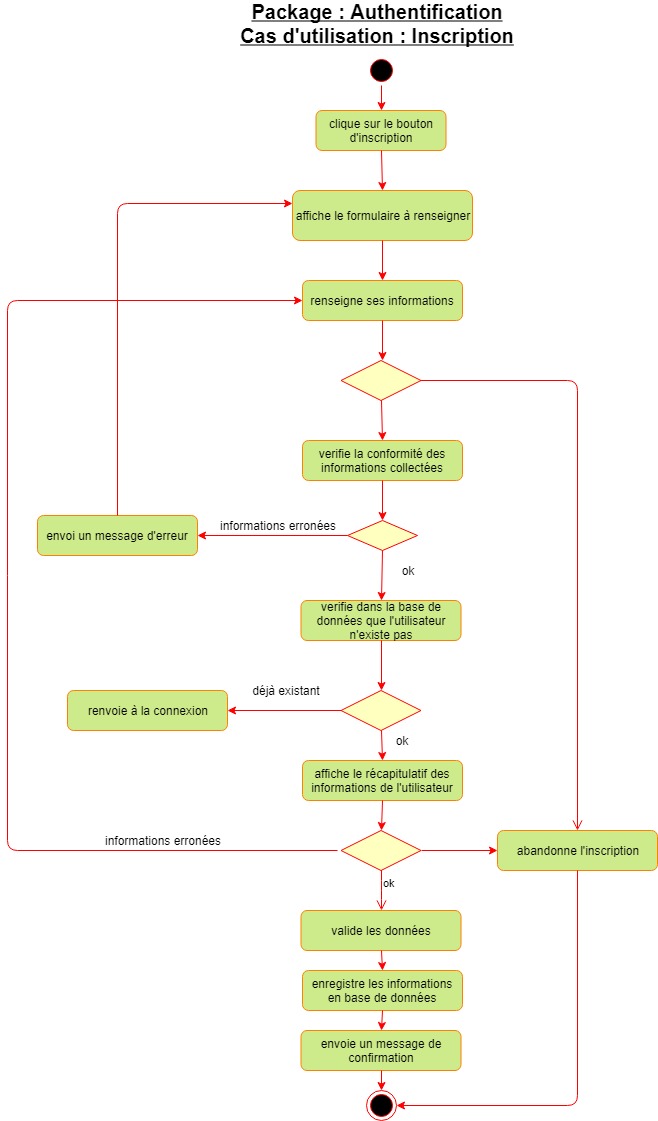 Package : Authentification
Cas d'utilisation : Inscription
clique sur le bouton
d'inscription
affiche le formulaire à renseigner
renseigne ses informations
verifie la conformité des
informations collectées
informations erronées
envoi un message d'erreur
ok
verifie dans la base de
données que l'utilisateur
n'existe pas
déjà existant
renvoie à la connexion
ok
affiche le récapitulatif des
informations de l'utilisateur
informations erronées
abandonne l'inscription
ok
valide les données
enregistre les informations
en base de données
envoie un message de
confirmation